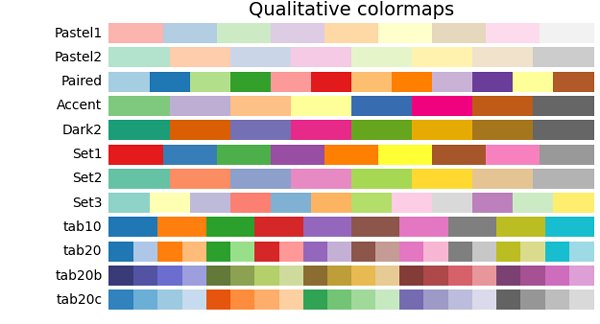 Qualitative colormaps
Pastel1
Pastel2
Paired
Accent
Dark2
Set1
Set2
Set3
tab10
tab20
tab20b
tab20c